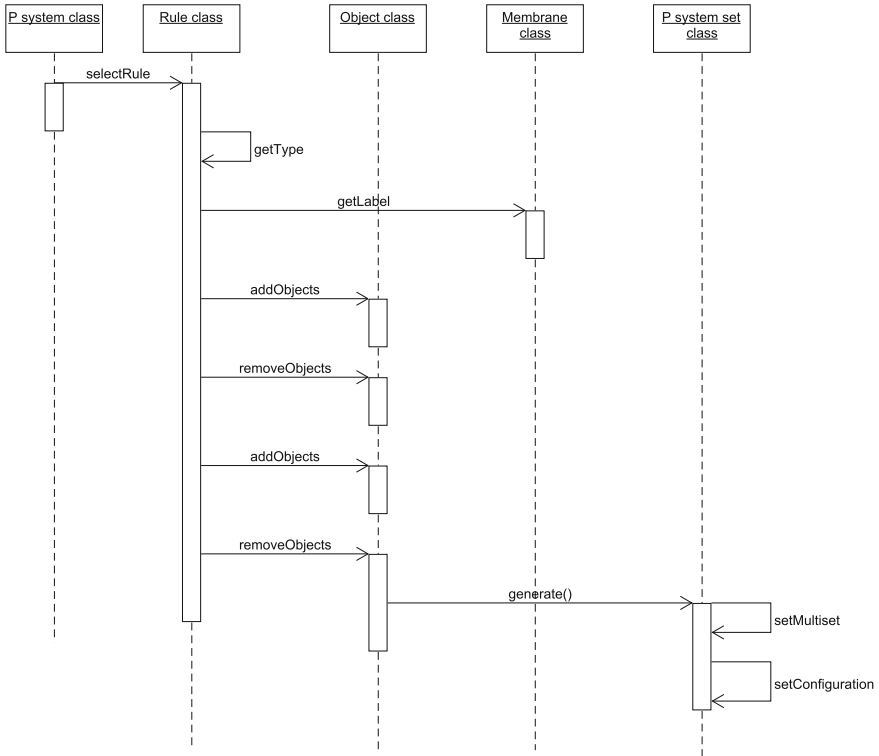 P system class
Rule class
Object class
Membrane
class
P system set
class
selectRule
getType
getLabel
addObjects
removeObjects
addObjects
removeObjects
generate()
setMultiset
setConfiguration